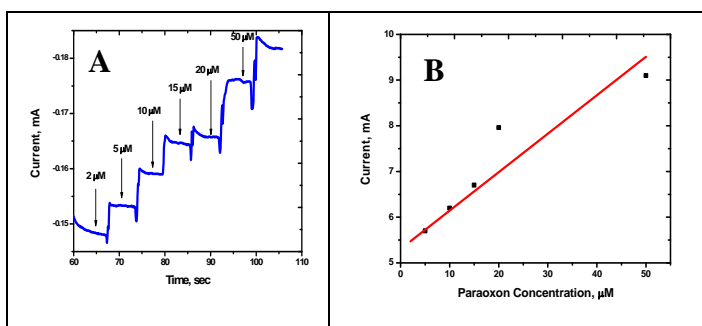 A
-0.18
-0.17
-0.16
-0.15
Current, mA
2 µM
5 µM
10 µM
15 µM
20 µM
50 µM
60 70 80 90 100 110
Time, sec
B
10
9
8
7
6
5
Current, mA
0 10 20 30 40 50
Paraoxon Concentration, µM